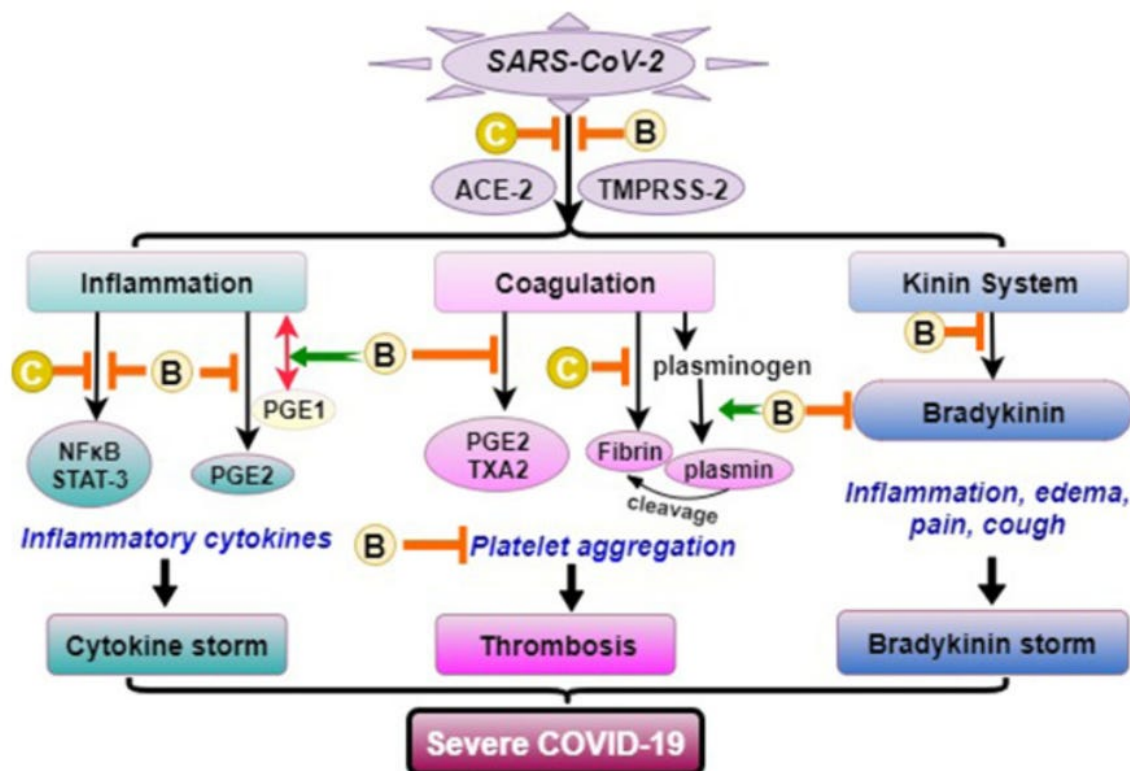 SARS-CoV-2
C
B
ACE-2
TMPRSS-2
Inflammation
Coagulation
Kinin System
B
C
B
B
C
plasminogen
PGE1
B
Bradykinin
NFκB
STAT-3
PGE2
PGE2
TXA2
Fibrin
plasmin
cleavage
Inflammation, edema,
pain, cough
Inflammatory cytokines
B
Platelet aggregation
Cytokine storm
Thrombosis
Bradykinin storm
Severe COVID-19